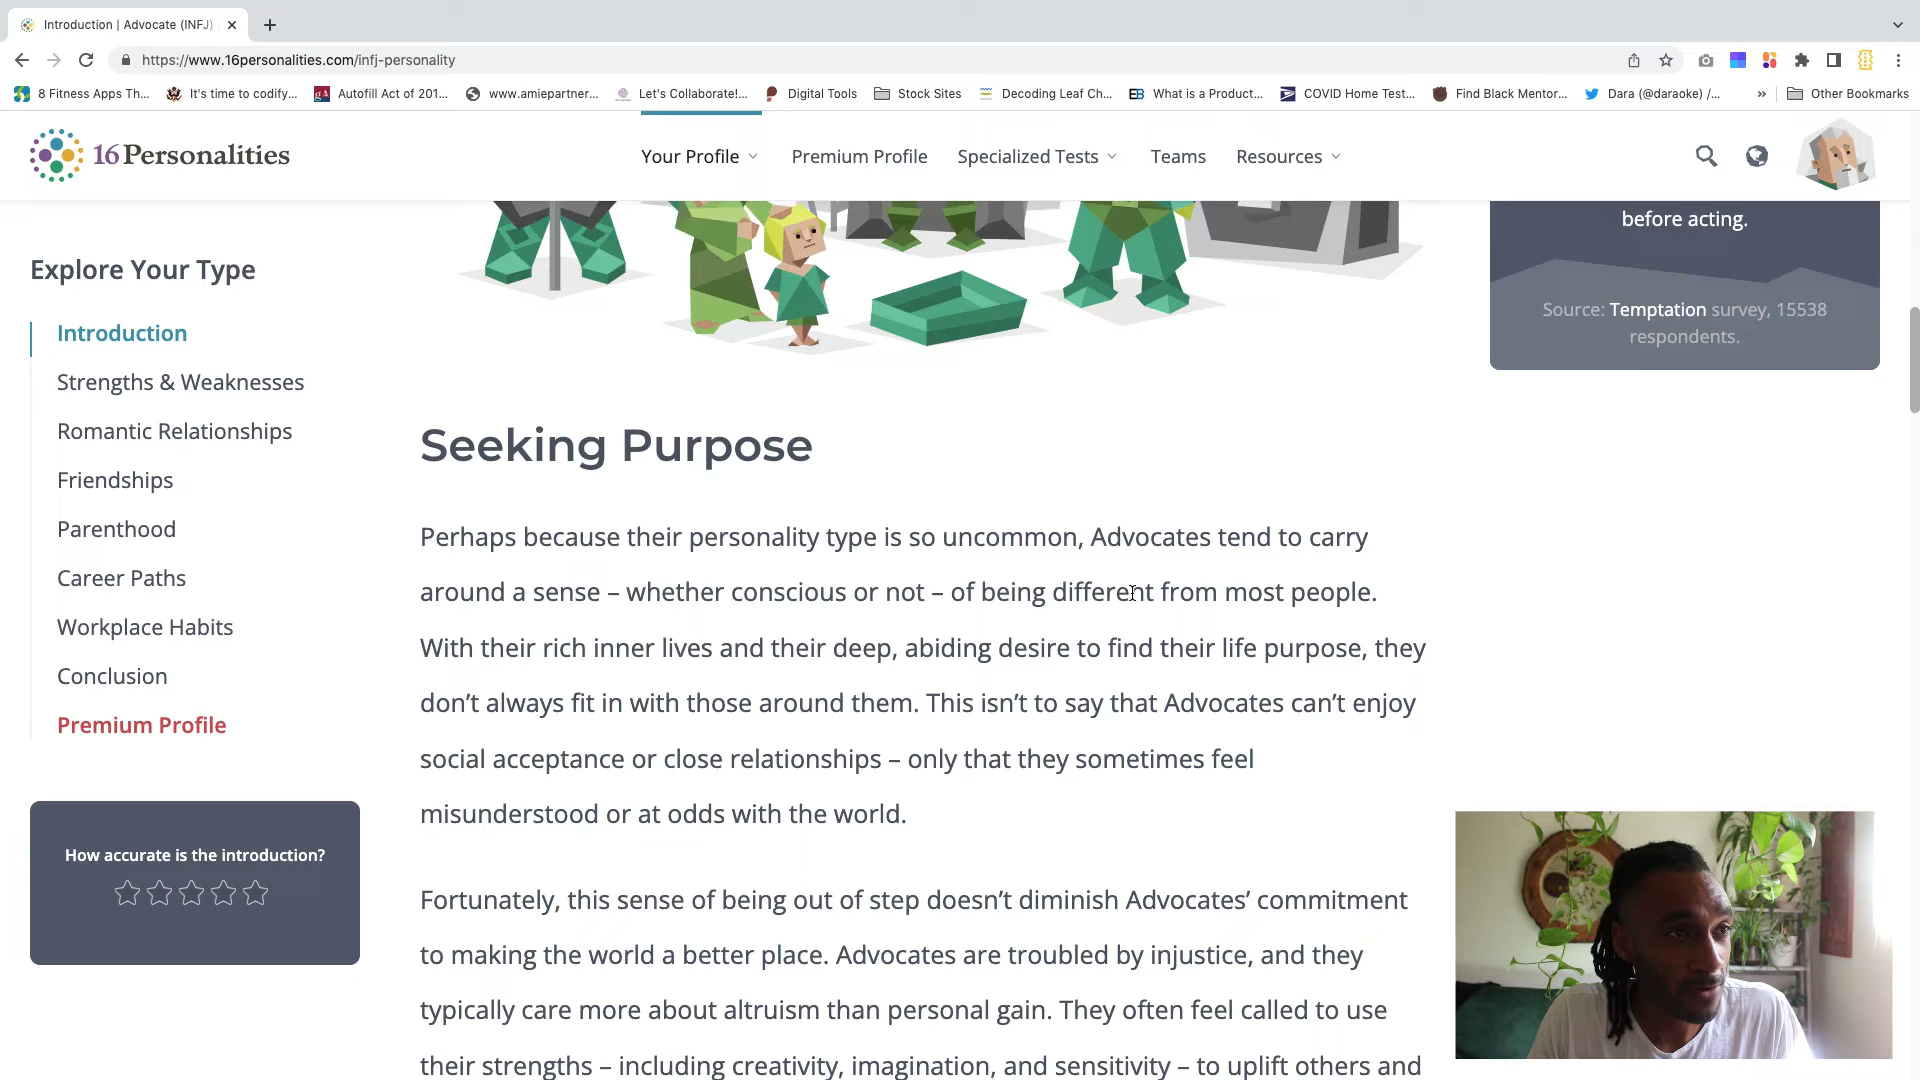 Introduction | Advocate (INFJ)
https://www.16personalities.com/infj-personality
8 Fitness Apps Th...
It's time to codify...
Autofill Act of 201...
www.amiepartner...
Let's Collaborate!...
Digital Tools
Stock Sites
Decoding Leaf Ch...
What is a Product...
COVID Home Test...
Find Black Mentor...
Dara (@daraoke) /...
»
Other Bookmarks
16Personalities
Your Profile
Premium Profile
Specialized Tests
Teams
Resources
before acting.
Source: Temptation survey, 15538
respondents.
Explore Your Type
Introduction
Strengths & Weaknesses
Romantic Relationships
Friendships
Parenthood
Career Paths
Workplace Habits
Conclusion
Premium Profile
How accurate is the introduction?
Seeking Purpose
Perhaps because their personality type is so uncommon, Advocates tend to carry
around a sense – whether conscious or not – of being different from most people.
With their rich inner lives and their deep, abiding desire to find their life purpose, they
don’t always fit in with those around them. This isn’t to say that Advocates can’t enjoy
social acceptance or close relationships – only that they sometimes feel
misunderstood or at odds with the world.
Fortunately, this sense of being out of step doesn’t diminish Advocates’ commitment
to making the world a better place. Advocates are troubled by injustice, and they
typically care more about altruism than personal gain. They often feel called to use
their strengths – including creativity, imagination, and sensitivity – to uplift others and